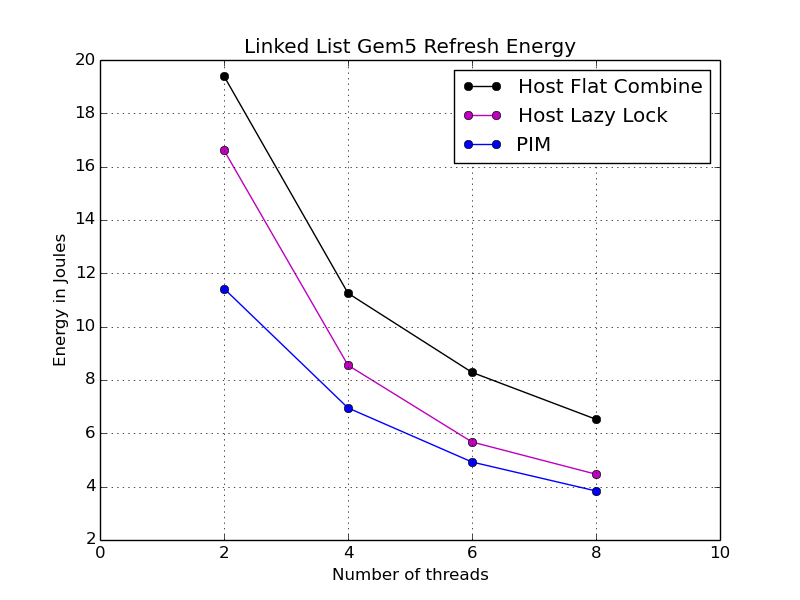 Linked List Gem5 Refresh Energy
20
18
16
14
12
10
8
6
4
2
Energy in Joules
Host Flat Combine
Host Lazy Lock
PIM
0 2 4 6 8 10
Number of threads